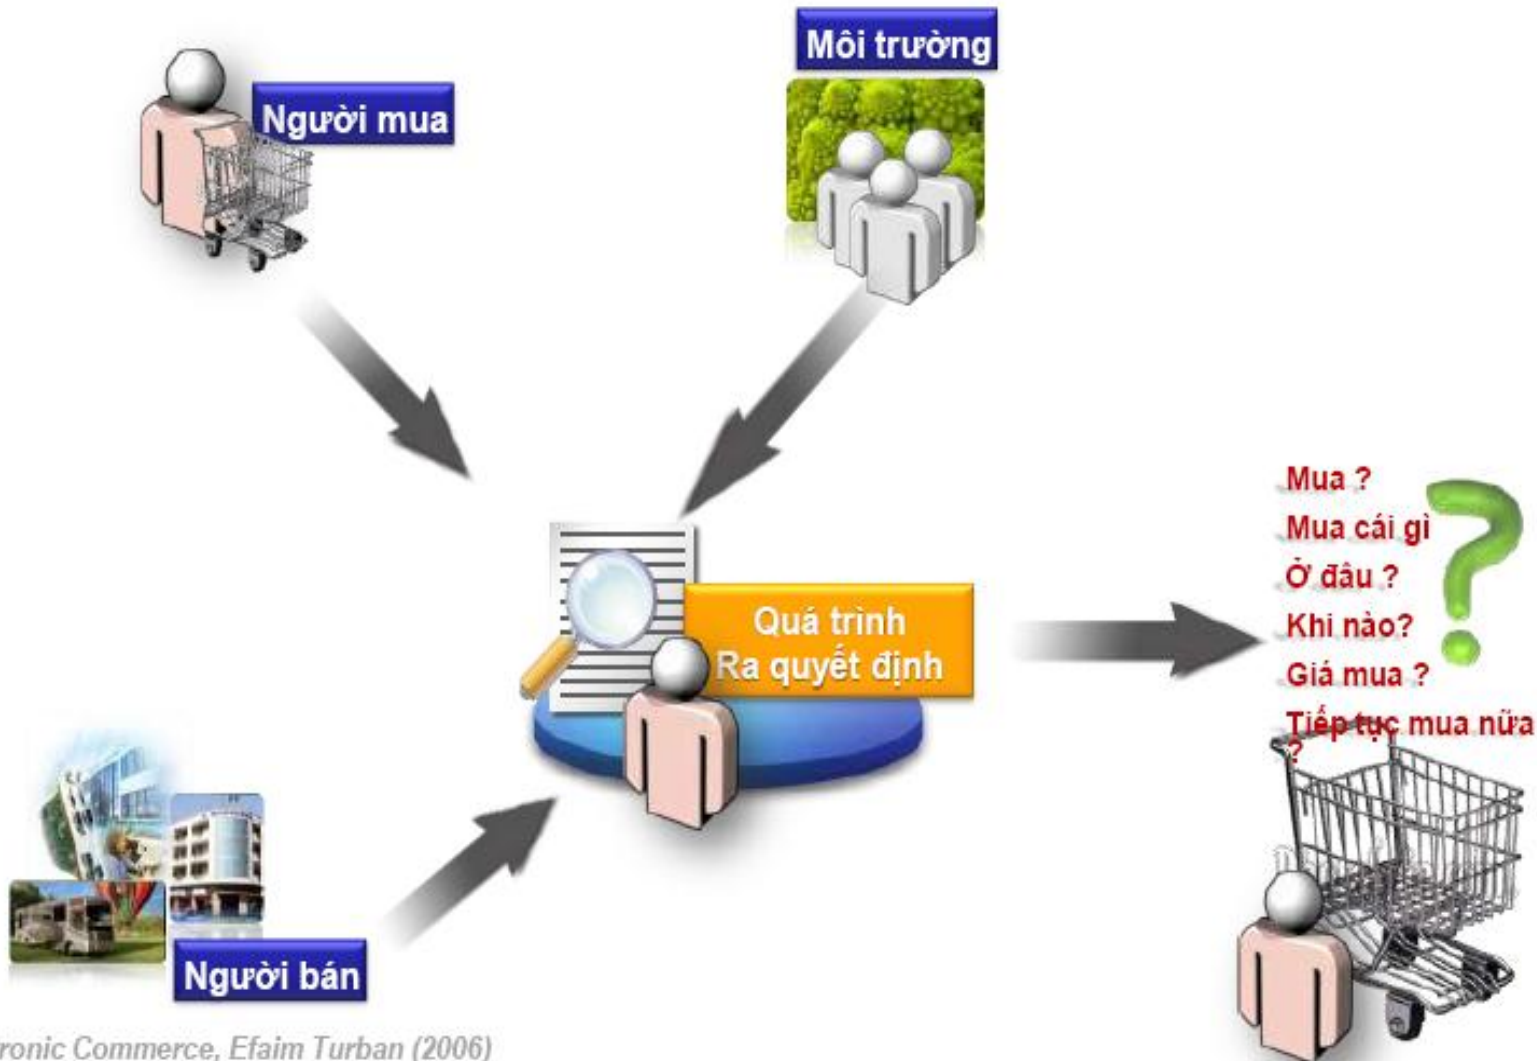 Môi trường
Người mua
Quá trình
Ra quyết định
Mua ?
Mua cái gì
Ở đâu ?
Khi nào?
Giá mua ?
Tiếp tục mua nữa
?
Người bán
ronic Commerce, Efaim Turban (2006)